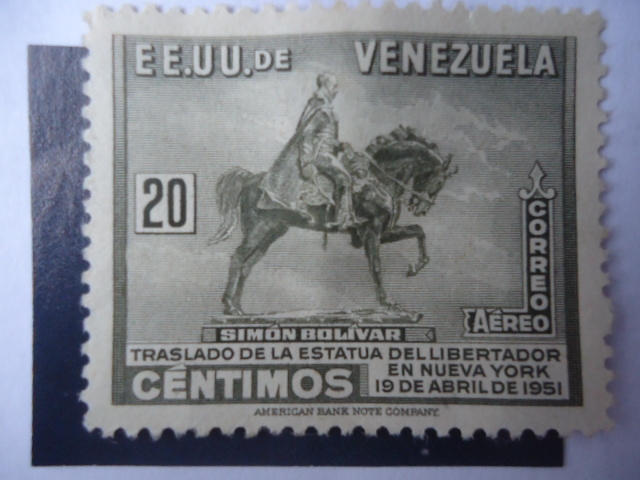 EE.UU. DE VENEZUELA
20
CORREO
AÉREO
SIMÓN BOLÍVAR
TRASLADO DE LA ESTATUA DEL LIBERTADOR
EN NUEVA YORK
CÉNTIMOS
19 DE ABRIL DE 1951
AMERICAN BANK NOTE COMPANY.